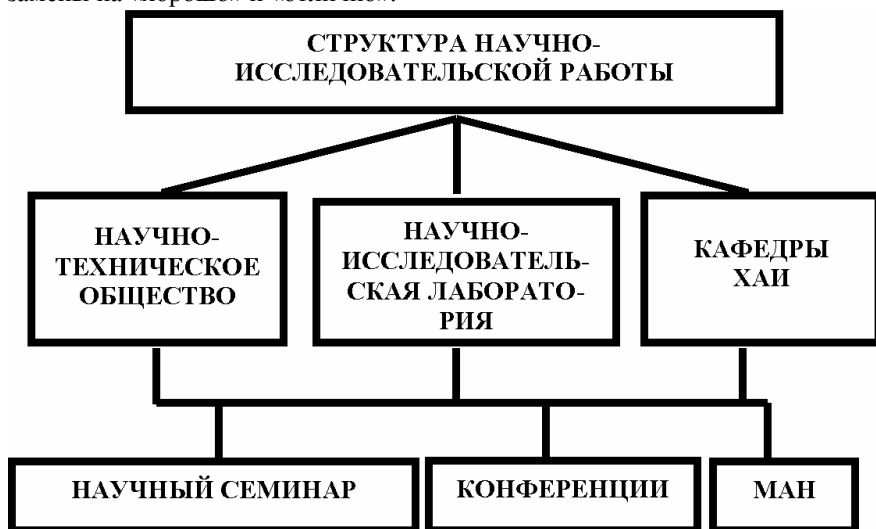 СТРУКТУРА НАУЧНО-
ИССЛЕДОВАТЕЛЬСКОЙ РАБОТЫ
НАУЧНО-
ТЕХНИЧЕСКОЕ
ОБЩЕСТВО
НАУЧНО-
ИССЛЕДОВАТЕЛЬ-
СКАЯ ЛАБОРАТО-
РИЯ
КАФЕДРЫ
ХАИ
НАУЧНЫЙ СЕМИНАР
КОНФЕРЕНЦИИ
МАН